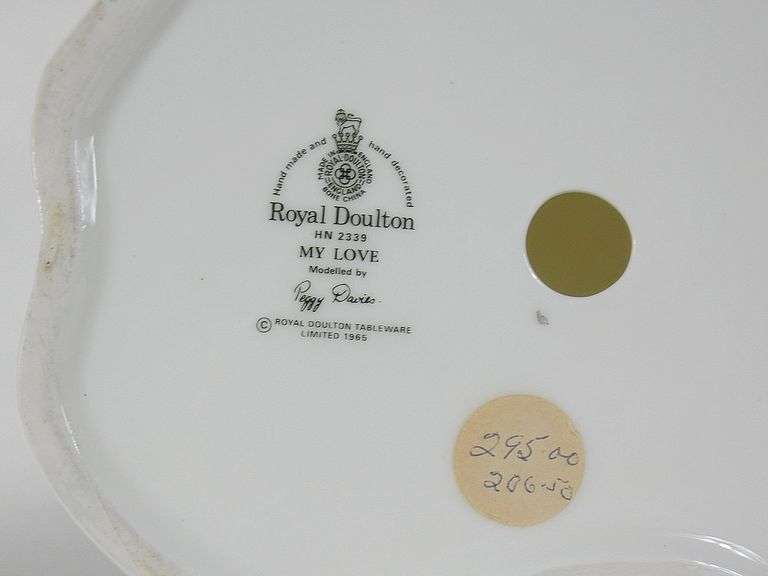 Hand made and hand decorated
MADE IN ENGLAND
ROYAL DOULTON
ENGLAND
BONE CHINA
Royal Doulton
HN 2339
MY LOVE
Modelled by
Peggy Davies
© ROYAL DOULTON TABLEWARE
LIMITED 1965
295 00
206-50